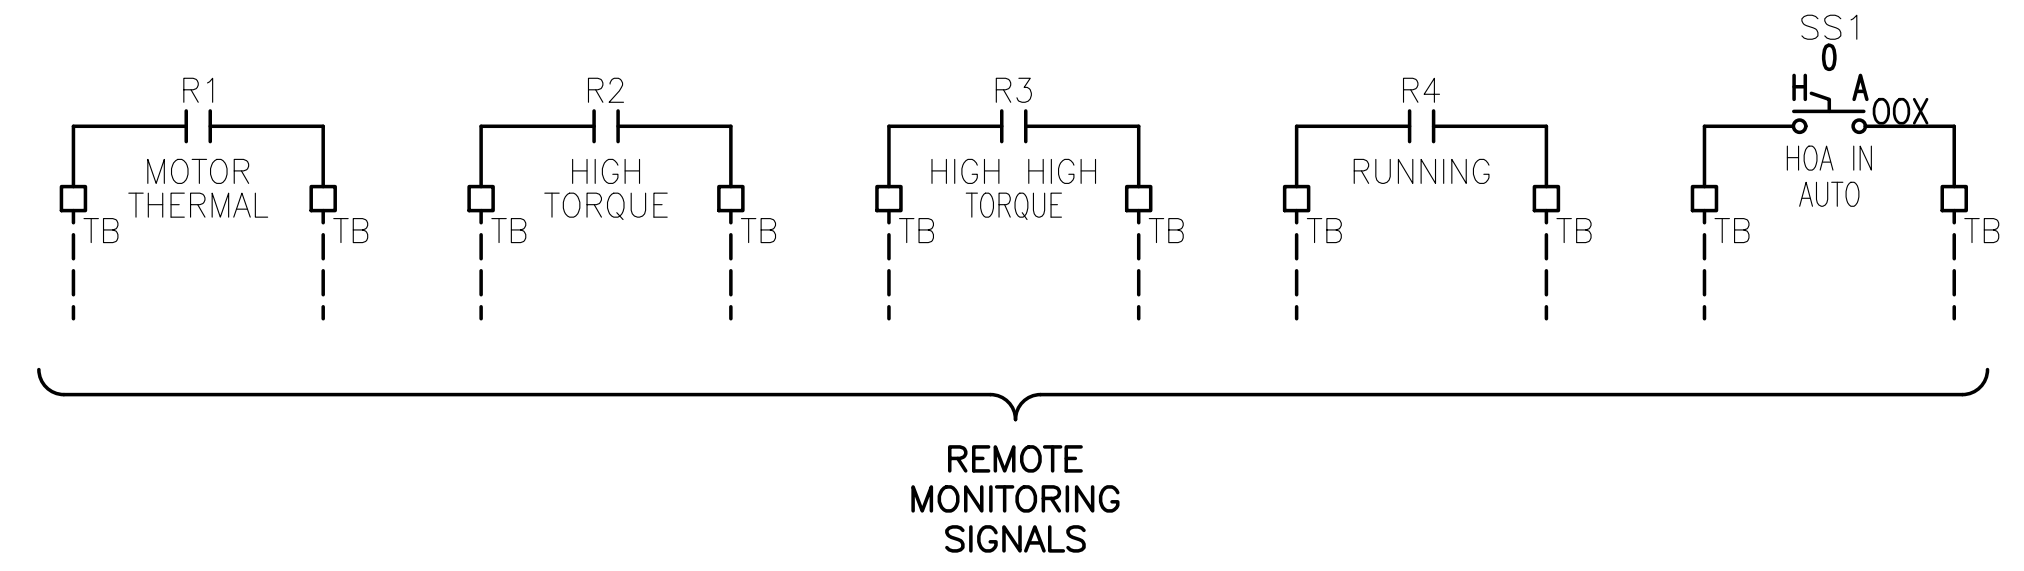 SS1
0
H A
OOX
R1 R2 R3 R4
MOTOR
THERMAL
HIGH
TORQUE
HIGH HIGH
TORQUE
RUNNING
HOA IN
AUTO
TB TB TB TB TB TB TB TB TB TB
REMOTE
MONITORING
SIGNALS